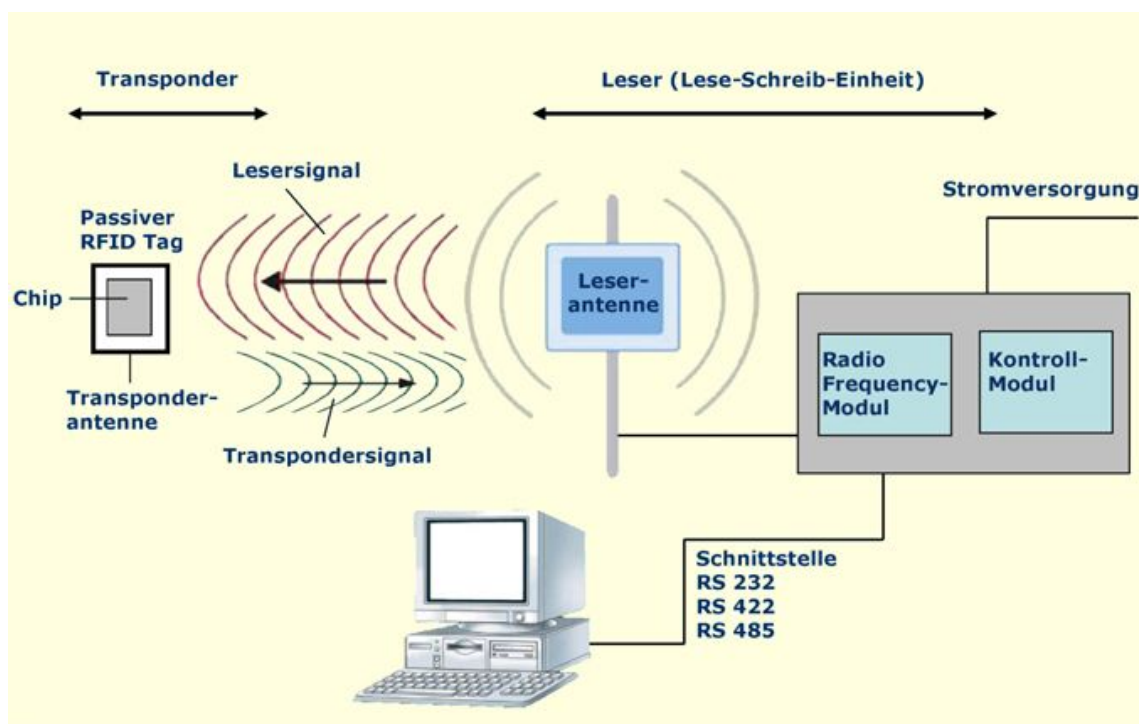 Transponder
Leser (Lese-Schreib-Einheit)
Lesersignal
Stromversorgung
Passiver
RFID Tag
Chip
Leser-
antenne
Radio
Frequency-
Modul
Kontroll-
Modul
Transponder-
antenne
Transpondersignal
Schnittstelle
RS 232
RS 422
RS 485